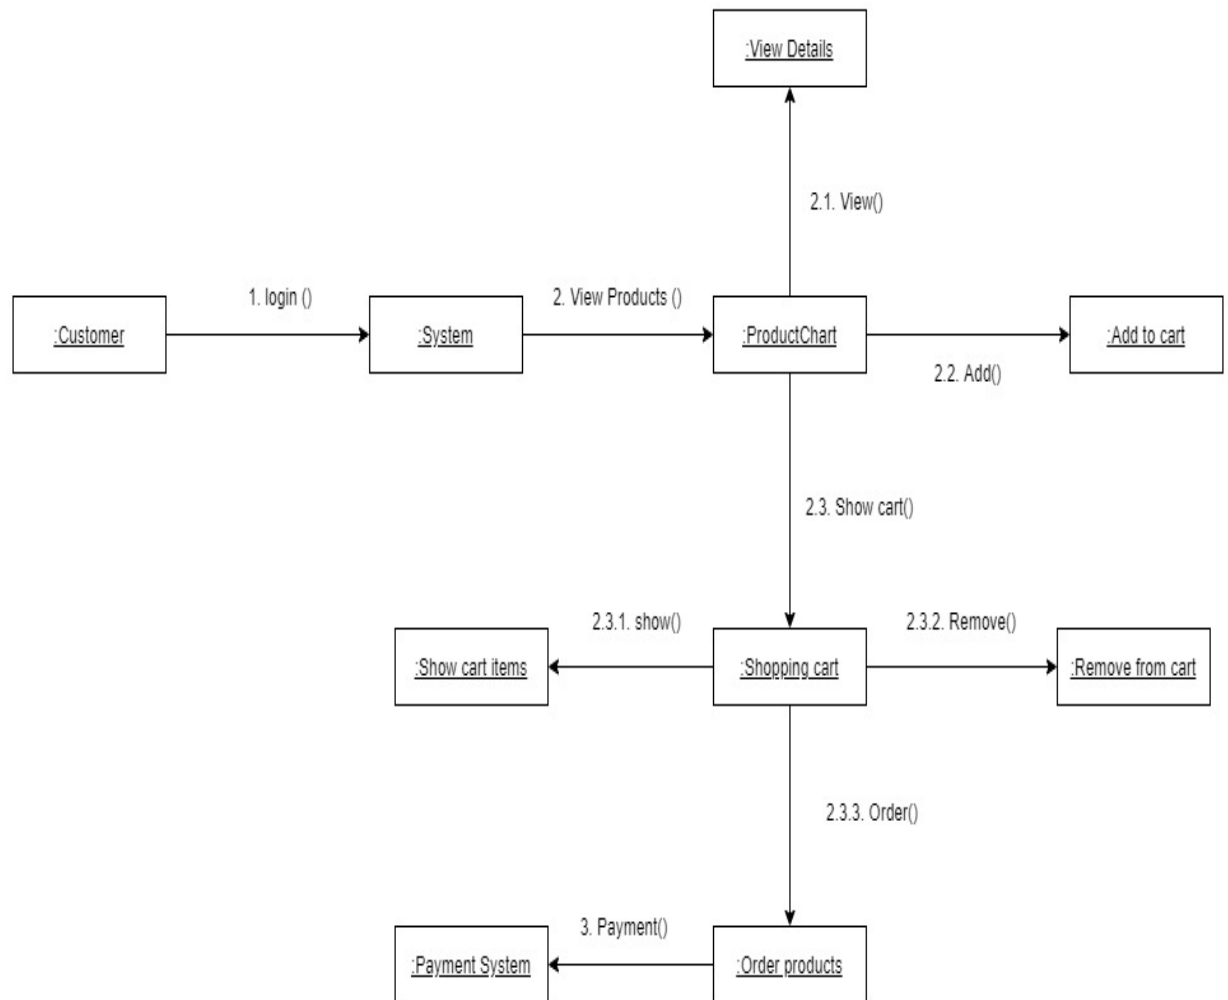 :View Details
2.1. View()
1. login ()
2. View Products ()
:Customer
:System
:ProductChart
:Add to cart
2.2. Add()
2.3. Show cart()
2.3.1. show()
2.3.2. Remove()
:Show cart items
:Shopping cart
:Remove from cart
2.3.3. Order()
3. Payment()
:Payment System
:Order products